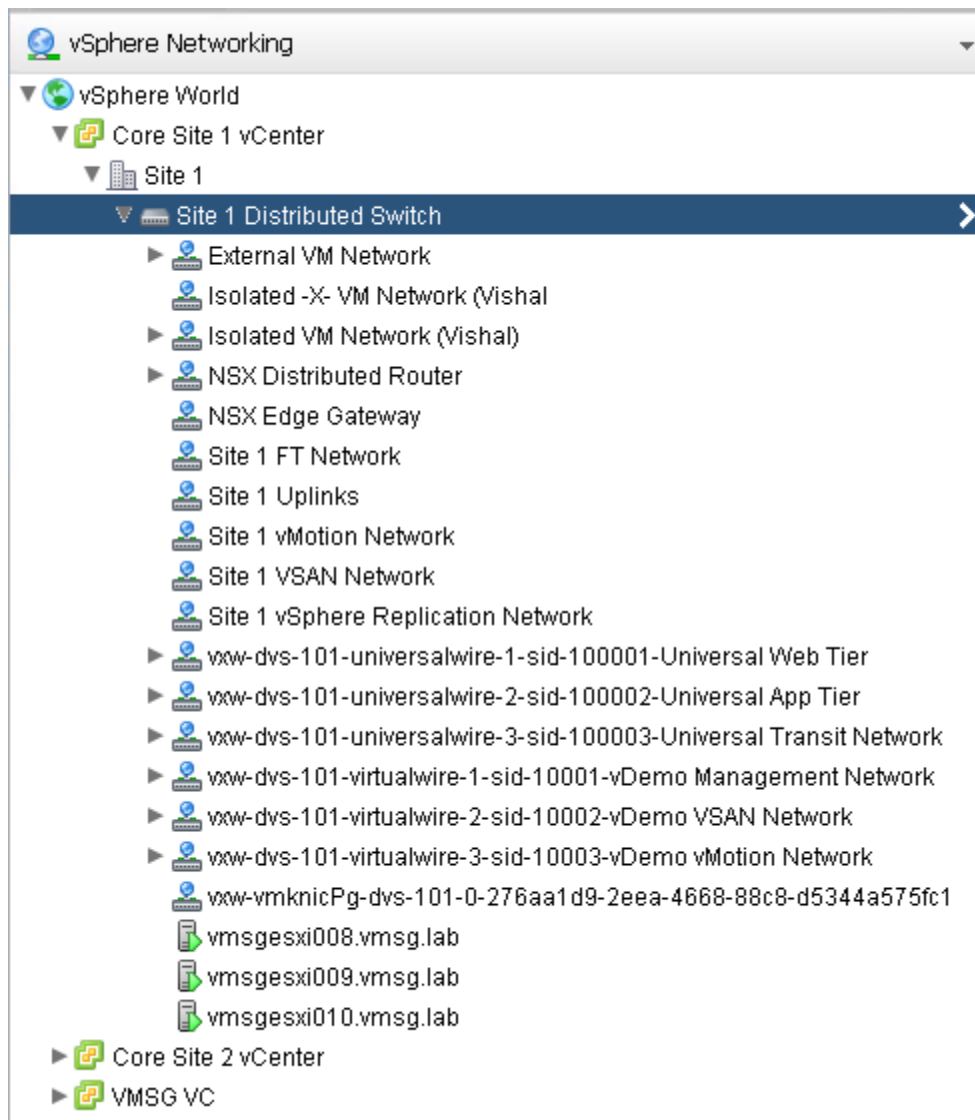 vSphere Networking
vSphere World
Core Site 1 vCenter
Site 1
Site 1 Distributed Switch
External VM Network
Isolated -X- VM Network (Vishal
Isolated VM Network (Vishal)
NSX Distributed Router
NSX Edge Gateway
Site 1 FT Network
Site 1 Uplinks
Site 1 vMotion Network
Site 1 VSAN Network
Site 1 vSphere Replication Network
vxw-dvs-101-universalwire-1-sid-100001-Universal Web Tier
vxw-dvs-101-universalwire-2-sid-100002-Universal App Tier
vxw-dvs-101-universalwire-3-sid-100003-Universal Transit Network
vxw-dvs-101-virtualwire-1-sid-10001-vDemo Management Network
vxw-dvs-101-virtualwire-2-sid-10002-vDemo VSAN Network
vxw-dvs-101-virtualwire-3-sid-10003-vDemo vMotion Network
vxw-vmknicPg-dvs-101-0-276aa1d9-2eea-4668-88c8-d5344a575fc1
vmsgesxi008.vmsg.lab
vmsgesxi009.vmsg.lab
vmsgesxi010.vmsg.lab
Core Site 2 vCenter
VMSG VC